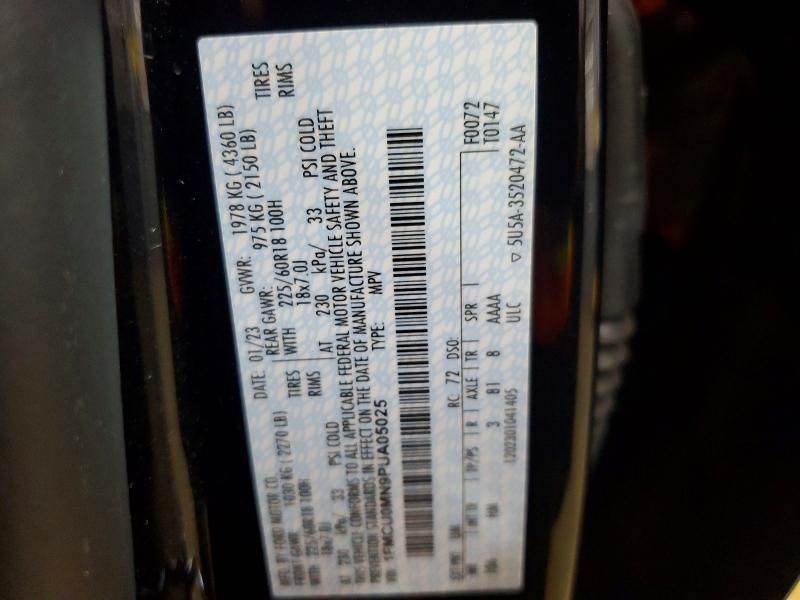 MFD. BY FORD MOTOR CO. DATE: 01/23 GVWR: 1978 KG ( 4360 LB)
FRONT GAWR: 1030 KG ( 2270 LB) REAR GAWR: 975 KG ( 2150 LB)
WITH 225/60R18 100H TIRES WITH 225/60R18 100H TIRES
18x7.0J RIMS 18x7.0J RIMS
AT 230 kPa/ 33 PSI COLD AT 230 kPa/ 33 PSI COLD
THIS VEHICLE CONFORMS TO ALL APPLICABLE FEDERAL MOTOR VEHICLE SAFETY AND THEFT
PREVENTION STANDARDS IN EFFECT ON THE DATE OF MANUFACTURE SHOWN ABOVE.
VIN: 1FMCU0MN9PUA05025 TYPE: MPV
RC: 72 DSO: F0072
T0147
TP/PS R AXLE TR SPR
3 81 8 AAAA
ULC
1202301041405
▽ 5U5A-3520472-AA